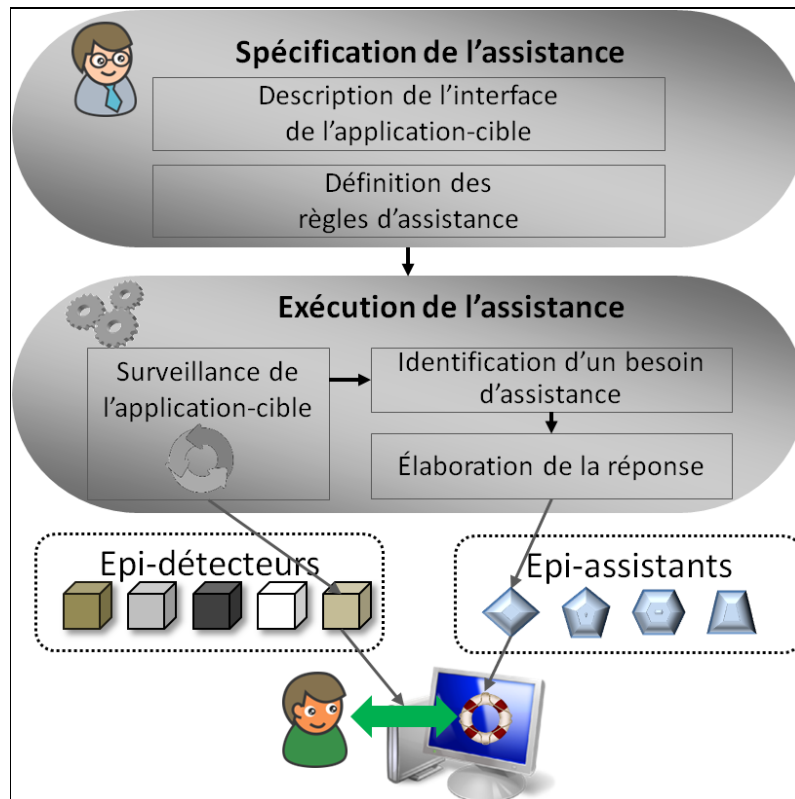 Spécification de l’assistance
Description de l’interface
de l’application-cible
Définition des
règles d’assistance
Exécution de l’assistance
Surveillance de
l’application-cible
Identification d’un besoin
d’assistance
Élaboration de la réponse
Epi-détecteurs
Epi-assistants